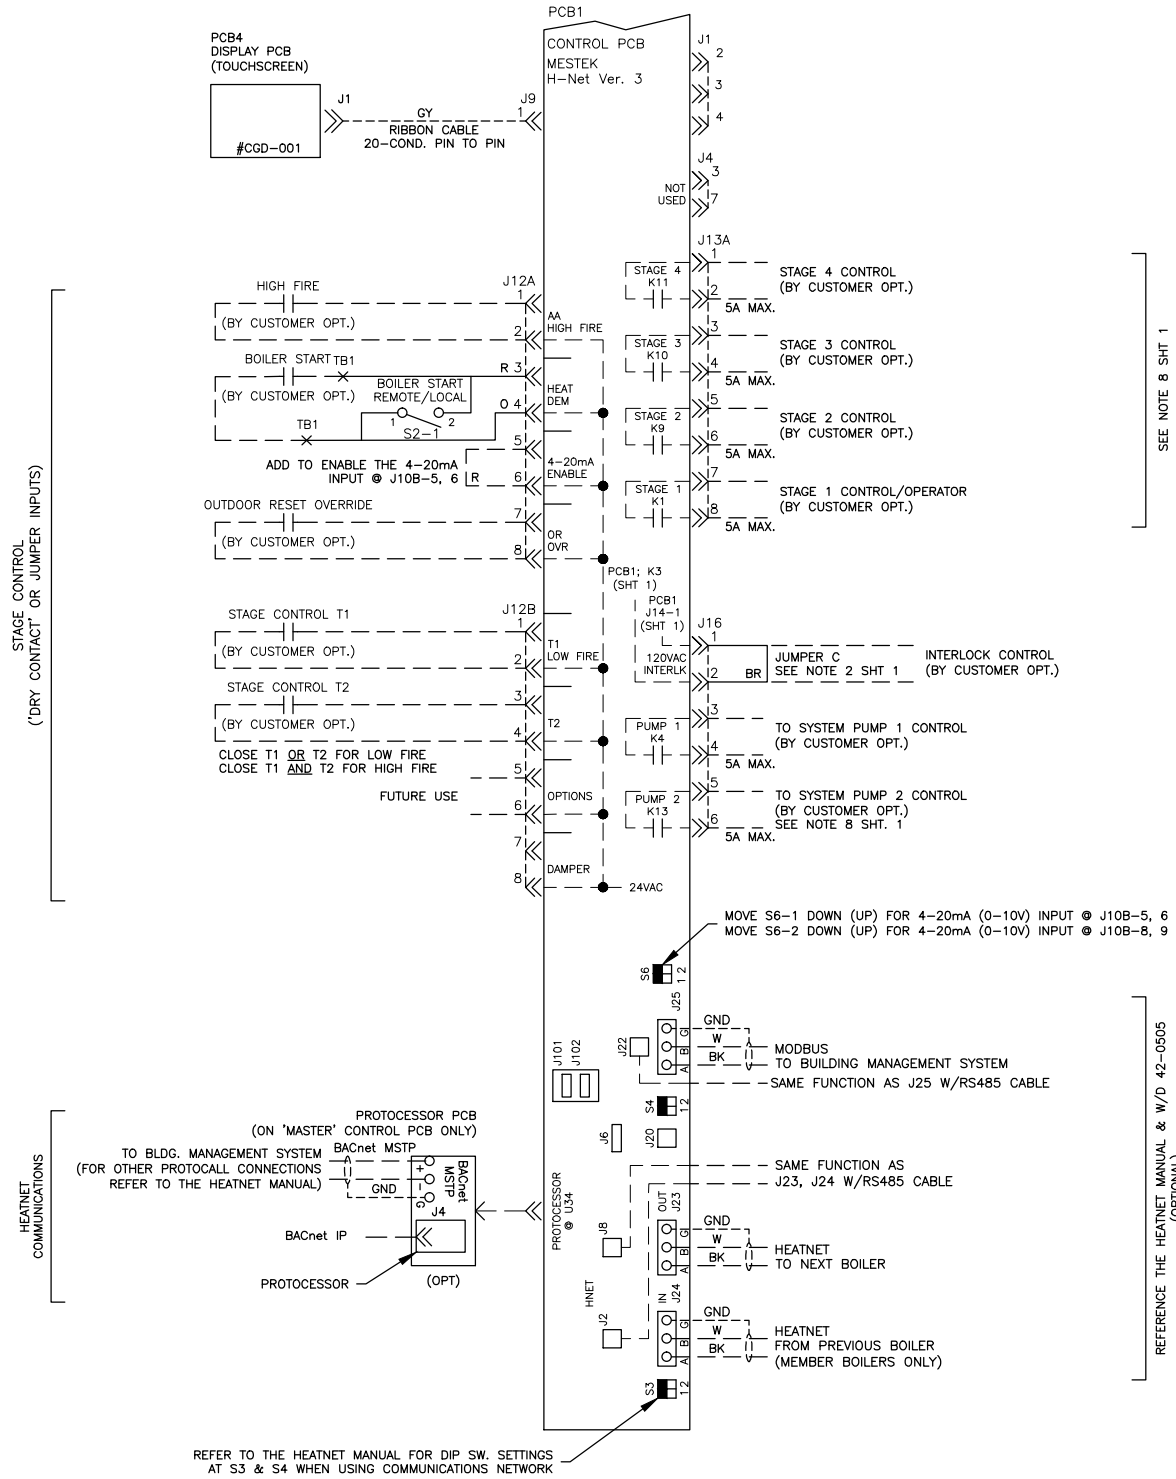 PCB1
PCB4
DISPLAY PCB
(TOUCHSCREEN)
#CGD-001
J1
GY
RIBBON CABLE
20-COND. PIN TO PIN
J9
1
CONTROL PCB
MESTEK
H-Net Ver. 3
J1
2
3
4
J4
3
7
NOT
USED
STAGE CONTROL
('DRY CONTACT' OR JUMPER INPUTS)
J12A
HIGH FIRE
(BY CUSTOMER OPT.)
1
2
AA
HIGH FIRE
BOILER START
TB1
(BY CUSTOMER OPT.)
R 3
BOILER START
REMOTE/LOCAL
1
2
S2-1
TB1
O 4
HEAT
DEM
5
ADD TO ENABLE THE 4-20mA
INPUT @ J10B-5, 6
R
6
4-20mA
ENABLE
OUTDOOR RESET OVERRIDE
(BY CUSTOMER OPT.)
7
8
OR
OVR
J12B
STAGE CONTROL T1
(BY CUSTOMER OPT.)
1
2
T1
LOW FIRE
STAGE CONTROL T2
(BY CUSTOMER OPT.)
3
4
T2
CLOSE T1 OR T2 FOR LOW FIRE
CLOSE T1 AND T2 FOR HIGH FIRE
5
FUTURE USE
6
OPTIONS
7
8
DAMPER
24VAC
J13A
STAGE 4
K11
1
2
STAGE 4 CONTROL
(BY CUSTOMER OPT.)
5A MAX.
STAGE 3
K10
3
4
STAGE 3 CONTROL
(BY CUSTOMER OPT.)
5A MAX.
STAGE 2
K9
5
6
STAGE 2 CONTROL
(BY CUSTOMER OPT.)
5A MAX.
STAGE 1
K1
7
8
STAGE 1 CONTROL/OPERATOR
(BY CUSTOMER OPT.)
5A MAX.
SEE NOTE 8 SHT 1
PCB1; K3
(SHT 1)
PCB1
J14-1
(SHT 1)
J16
1
120VAC
INTERLK
2
BR
JUMPER C
SEE NOTE 2 SHT 1
INTERLOCK CONTROL
(BY CUSTOMER OPT.)
PUMP 1
K4
3
4
TO SYSTEM PUMP 1 CONTROL
(BY CUSTOMER OPT.)
5A MAX.
PUMP 2
K13
5
6
TO SYSTEM PUMP 2 CONTROL
(BY CUSTOMER OPT.)
SEE NOTE 8 SHT. 1
5A MAX.
MOVE S6-1 DOWN (UP) FOR 4-20mA (0-10V) INPUT @ J10B-5, 6
MOVE S6-2 DOWN (UP) FOR 4-20mA (0-10V) INPUT @ J10B-8, 9
S6
1 2
J25
G
B
A
GND
W
BK
MODBUS
TO BUILDING MANAGEMENT SYSTEM
J22
SAME FUNCTION AS J25 W/RS485 CABLE
J101
J102
S4
1 2
J6
J20
SAME FUNCTION AS
J23, J24 W/RS485 CABLE
J8
OUT
J23
G
B
A
GND
W
BK
HEATNET
TO NEXT BOILER
HNET
J2
IN
J24
G
B
A
GND
W
BK
HEATNET
FROM PREVIOUS BOILER
(MEMBER BOILERS ONLY)
S3
1 2
REFERENCE THE HEATNET MANUAL & W/D 42-0505
(OPTIONAL)
HEATNET
COMMUNICATIONS
PROTOCESSOR PCB
(ON 'MASTER' CONTROL PCB ONLY)
BACnet MSTP
TO BLDG. MANAGEMENT SYSTEM
(FOR OTHER PROTOCALL CONNECTIONS
REFER TO THE HEATNET MANUAL)
GND
+
-
G
BACnet
MSTP
J4
BACnet IP
PROTOCESSOR
(OPT)
PROTOCESSOR
@ U34
REFER TO THE HEATNET MANUAL FOR DIP SW. SETTINGS
AT S3 & S4 WHEN USING COMMUNICATIONS NETWORK